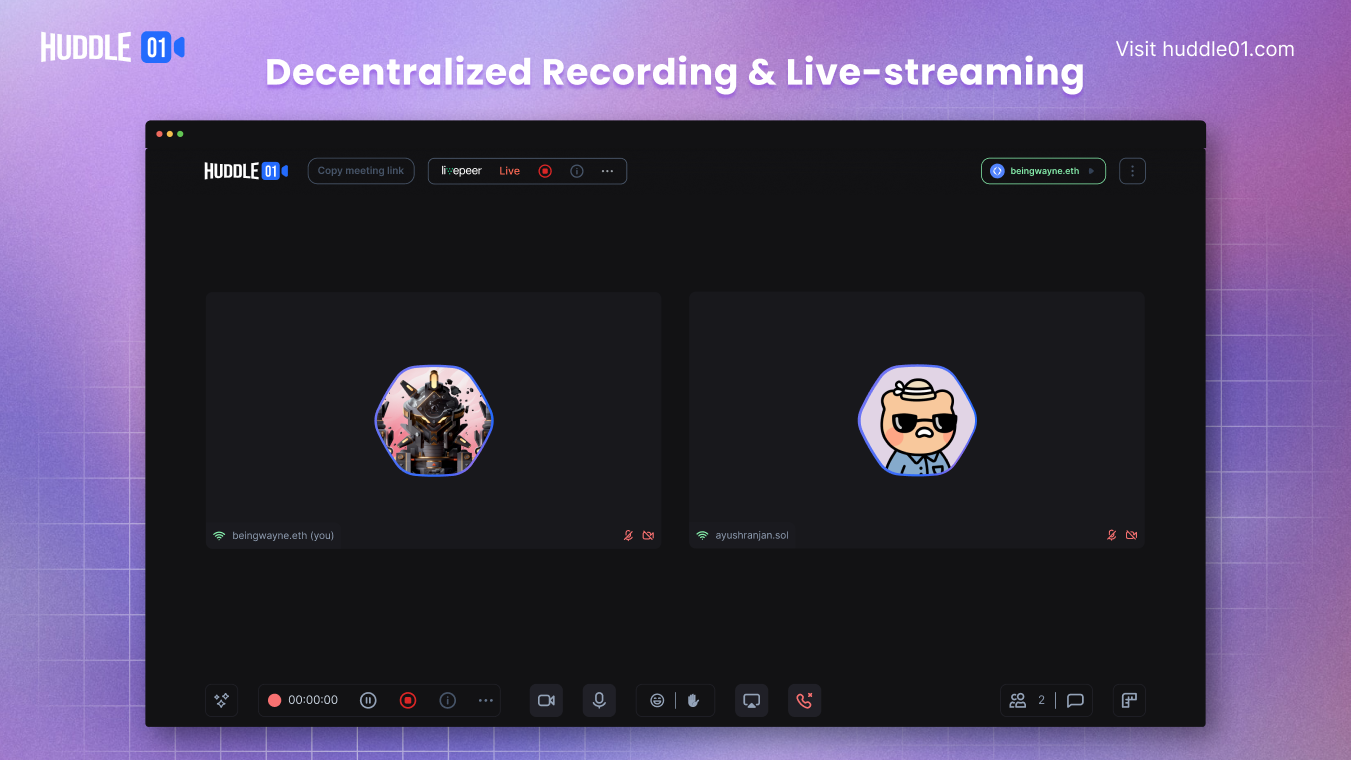 HUDDLE 01
Visit huddle01.com
Decentralized Recording & Live-streaming
HUDDLE 01
Copy meeting link
livepeer
Live
beingwayne.eth
beingwayne.eth (you)
ayushranjan.sol
00:00:00
2